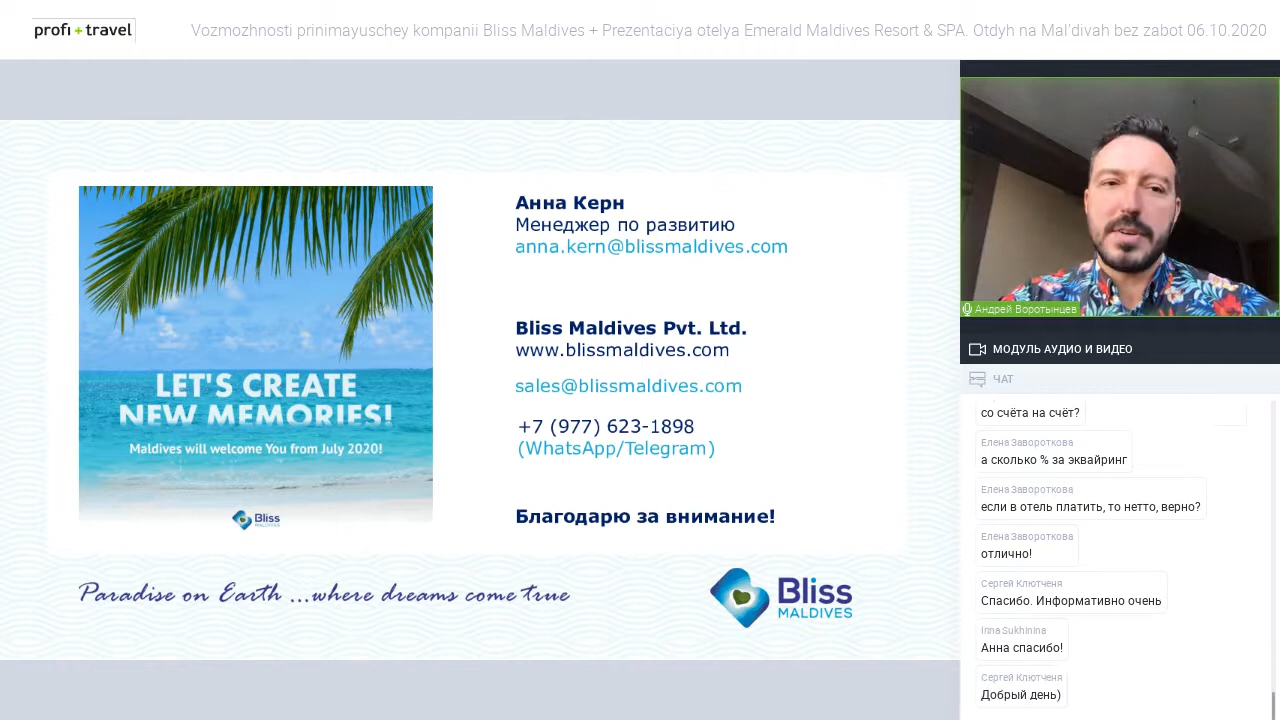 profi + travel
Vozmozhnosti prinimayuschey kompanii Bliss Maldives + Prezentaciya otelya Emerald Maldives Resort & SPA. Otdyh na Mal'divah bez zabot 06.10.2020
LET'S CREATE
NEW MEMORIES!
Maldives will welcome You from July 2020!
Bliss
MALDIVES
Анна Керн
Менеджер по развитию
anna.kern@blissmaldives.com
Bliss Maldives Pvt. Ltd.
www.blissmaldives.com
sales@blissmaldives.com
+7 (977) 623-1898
(WhatsApp/Telegram)
Благодарю за внимание!
Paradise on Earth ...where dreams come true
Bliss
MALDIVES
Андрей Воротынцев
МОДУЛЬ АУДИО И ВИДЕО
ЧАТ
со счёта на счёт?
Елена Завороткова
а сколько % за эквайринг
Елена Завороткова
если в отель платить, то нетто, верно?
Елена Завороткова
отлично!
Сергей Клютченя
Спасибо. Информативно очень
Irina Sukhinina
Анна спасибо!
Сергей Клютченя
Добрый день)